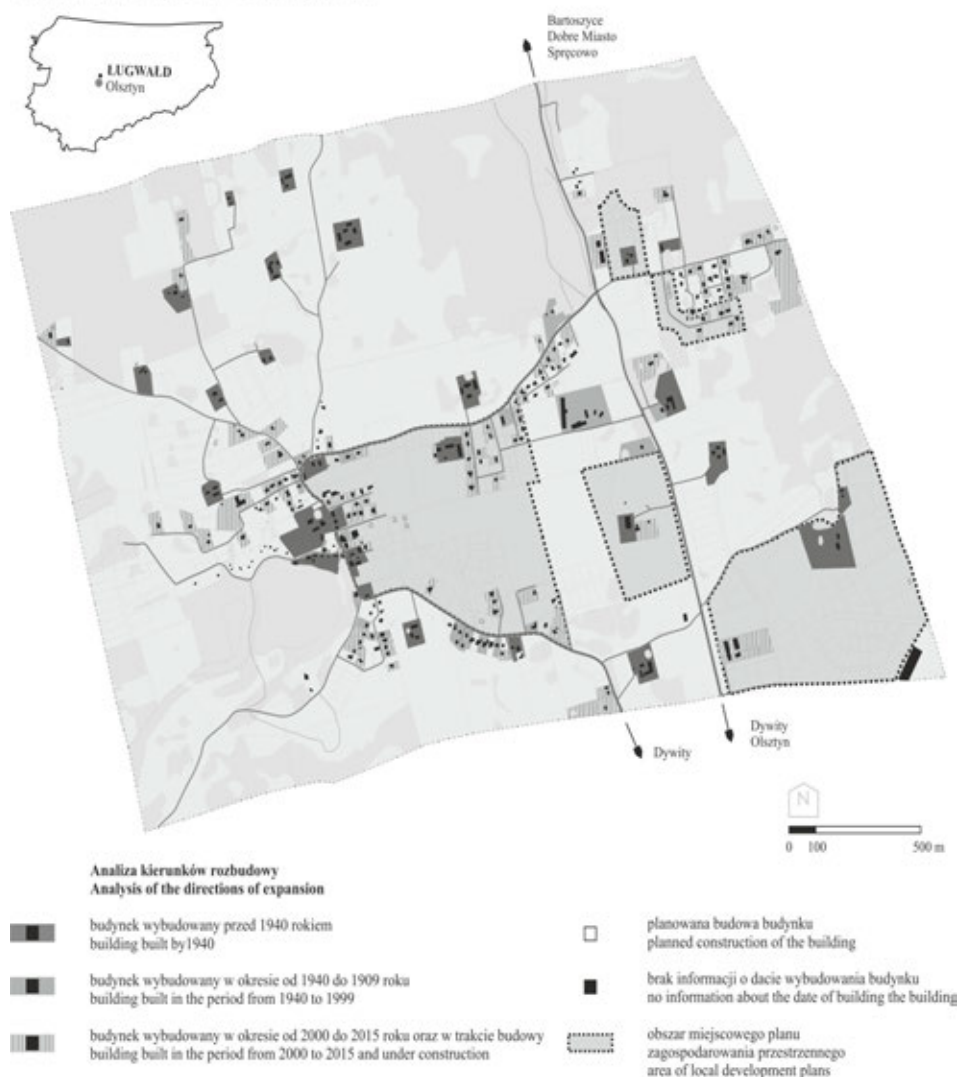 ŁUGWAŁD
Olsztyn
Bartoszyce
Dobre Miasto
Spręcowo
Dywity
Dywity
Olsztyn
N
0 100 500 m
Analiza kierunków rozbudowy
Analysis of the directions of expansion
budynek wybudowany przed 1940 rokiem
building built by1940
budynek wybudowany w okresie od 1940 do 1909 roku
building built in the period from 1940 to 1999
budynek wybudowany w okresie od 2000 do 2015 roku oraz w trakcie budowy
building built in the period from 2000 to 2015 and under construction
planowana budowa budynku
planned construction of the building
brak informacji o dacie wybudowania budynku
no information about the date of building the building
obszar miejscowego planu
zagospodarowania przestrzennego
area of local development plans